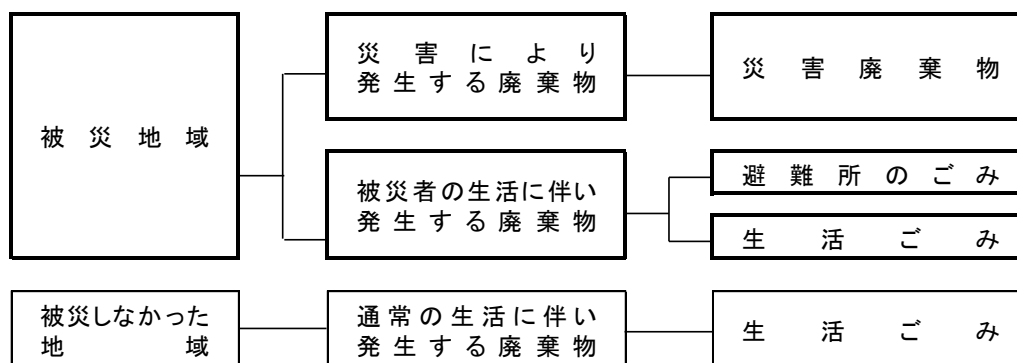 被災地域
災害により
発生する廃棄物
災害廃棄物
被災者の生活に伴い
発生する廃棄物
避難所のごみ
生活ごみ
被災しなかった
地域
通常の生活に伴い
発生する廃棄物
生活ごみ